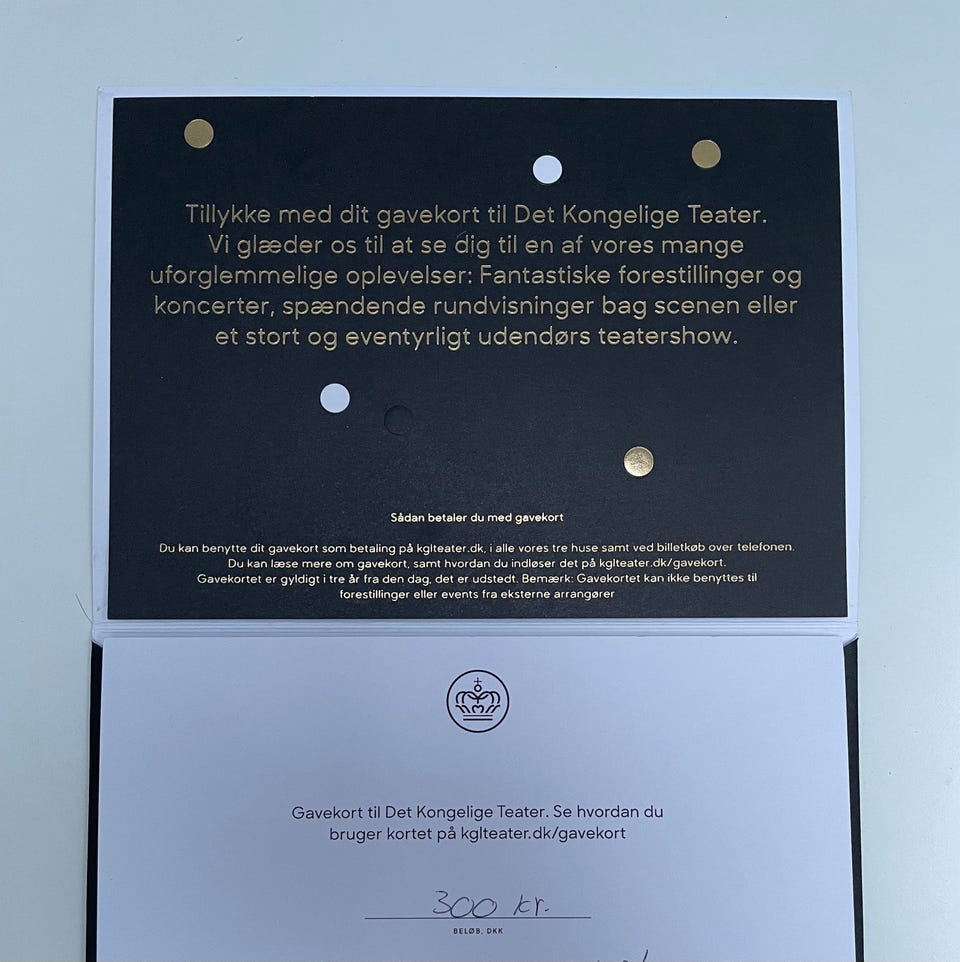 Tillykke med dit gavekort til Det Kongelige Teater.
Vi glæder os til at se dig til en af vores mange
uforglemmelige oplevelser: Fantastiske forestillinger og
koncerter, spændende rundvisninger bag scenen eller
et stort og eventyrligt udendørs teatershow.
Sådan betaler du med gavekort
Du kan benytte dit gavekort som betaling på kglteater.dk, i alle vores tre huse samt ved billetkøb over telefonen.
Du kan læse mere om gavekort, samt hvordan du indløser det på kglteater.dk/gavekort.
Gavekortet er gyldigt i tre år fra den dag, det er udstedt. Bemærk: Gavekortet kan ikke benyttes til
forestillinger eller events fra eksterne arrangører
Gavekort til Det Kongelige Teater. Se hvordan du
bruger kortet på kglteater.dk/gavekort
300 kr.
BELØB, DKK